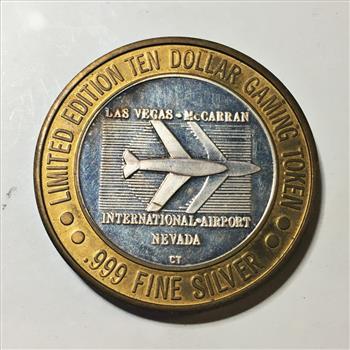 LIMITED EDITION TEN DOLLAR GAMING TOKEN
LAS VEGAS • McCARRAN
INTERNATIONAL • AIRPORT
NEVADA
CT
.999 FINE SILVER